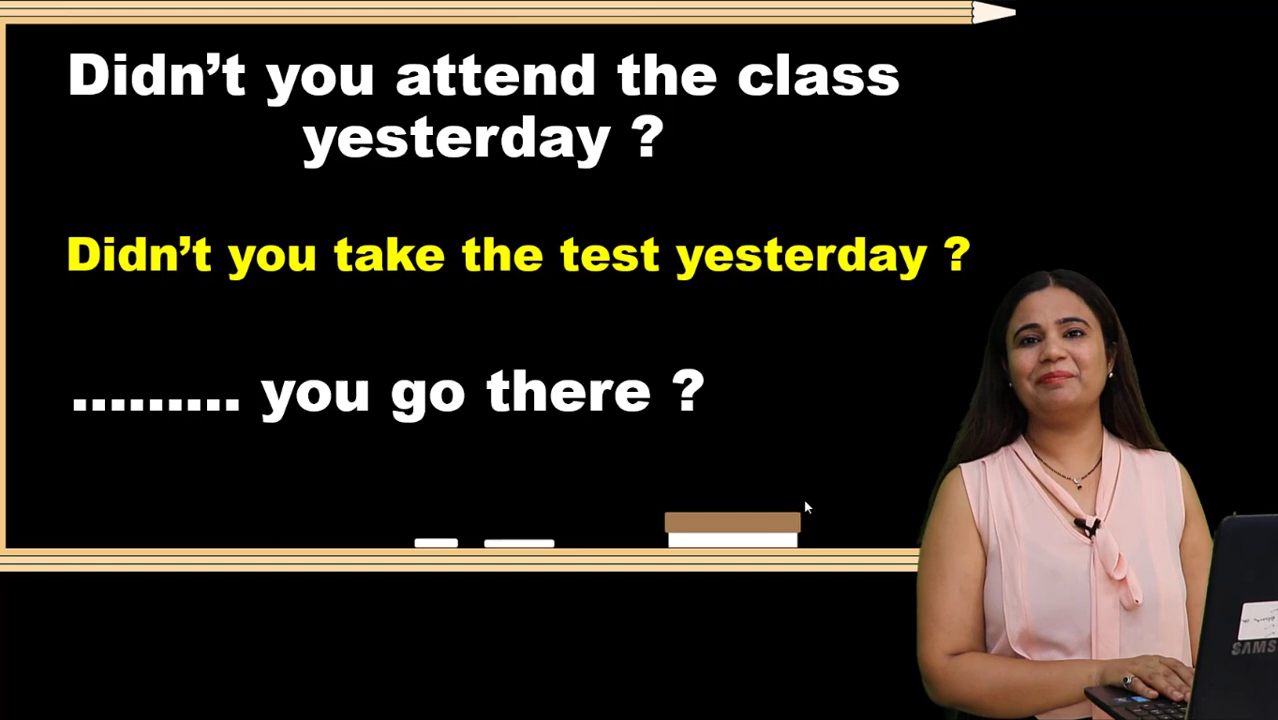 Didn’t you attend the class
yesterday ?
Didn’t you take the test yesterday ?
......... you go there ?